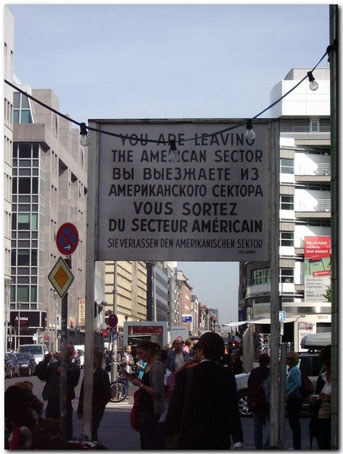 YOU ARE LEAVING
THE AMERICAN SECTOR
ВЫ ВЫЕЗЖАЕТЕ ИЗ
АМЕРИКАНСКОГО СЕКТОРА
VOUS SORTEZ
DU SECTEUR AMÉRICAIN
SIE VERLASSEN DEN AMERIKANISCHEN SEKTOR